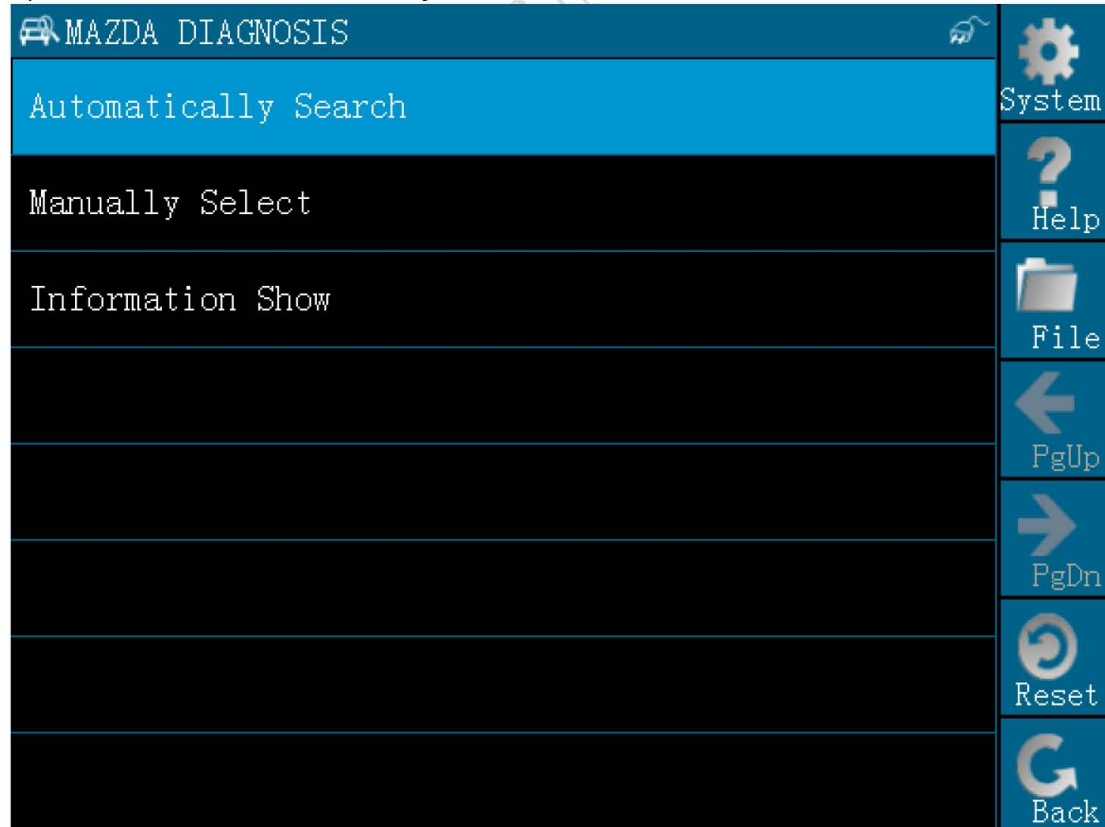 MAZDA DIAGNOSIS
Automatically Search
Manually Select
Information Show
System
Help
File
PgUp
PgDn
Reset
Back